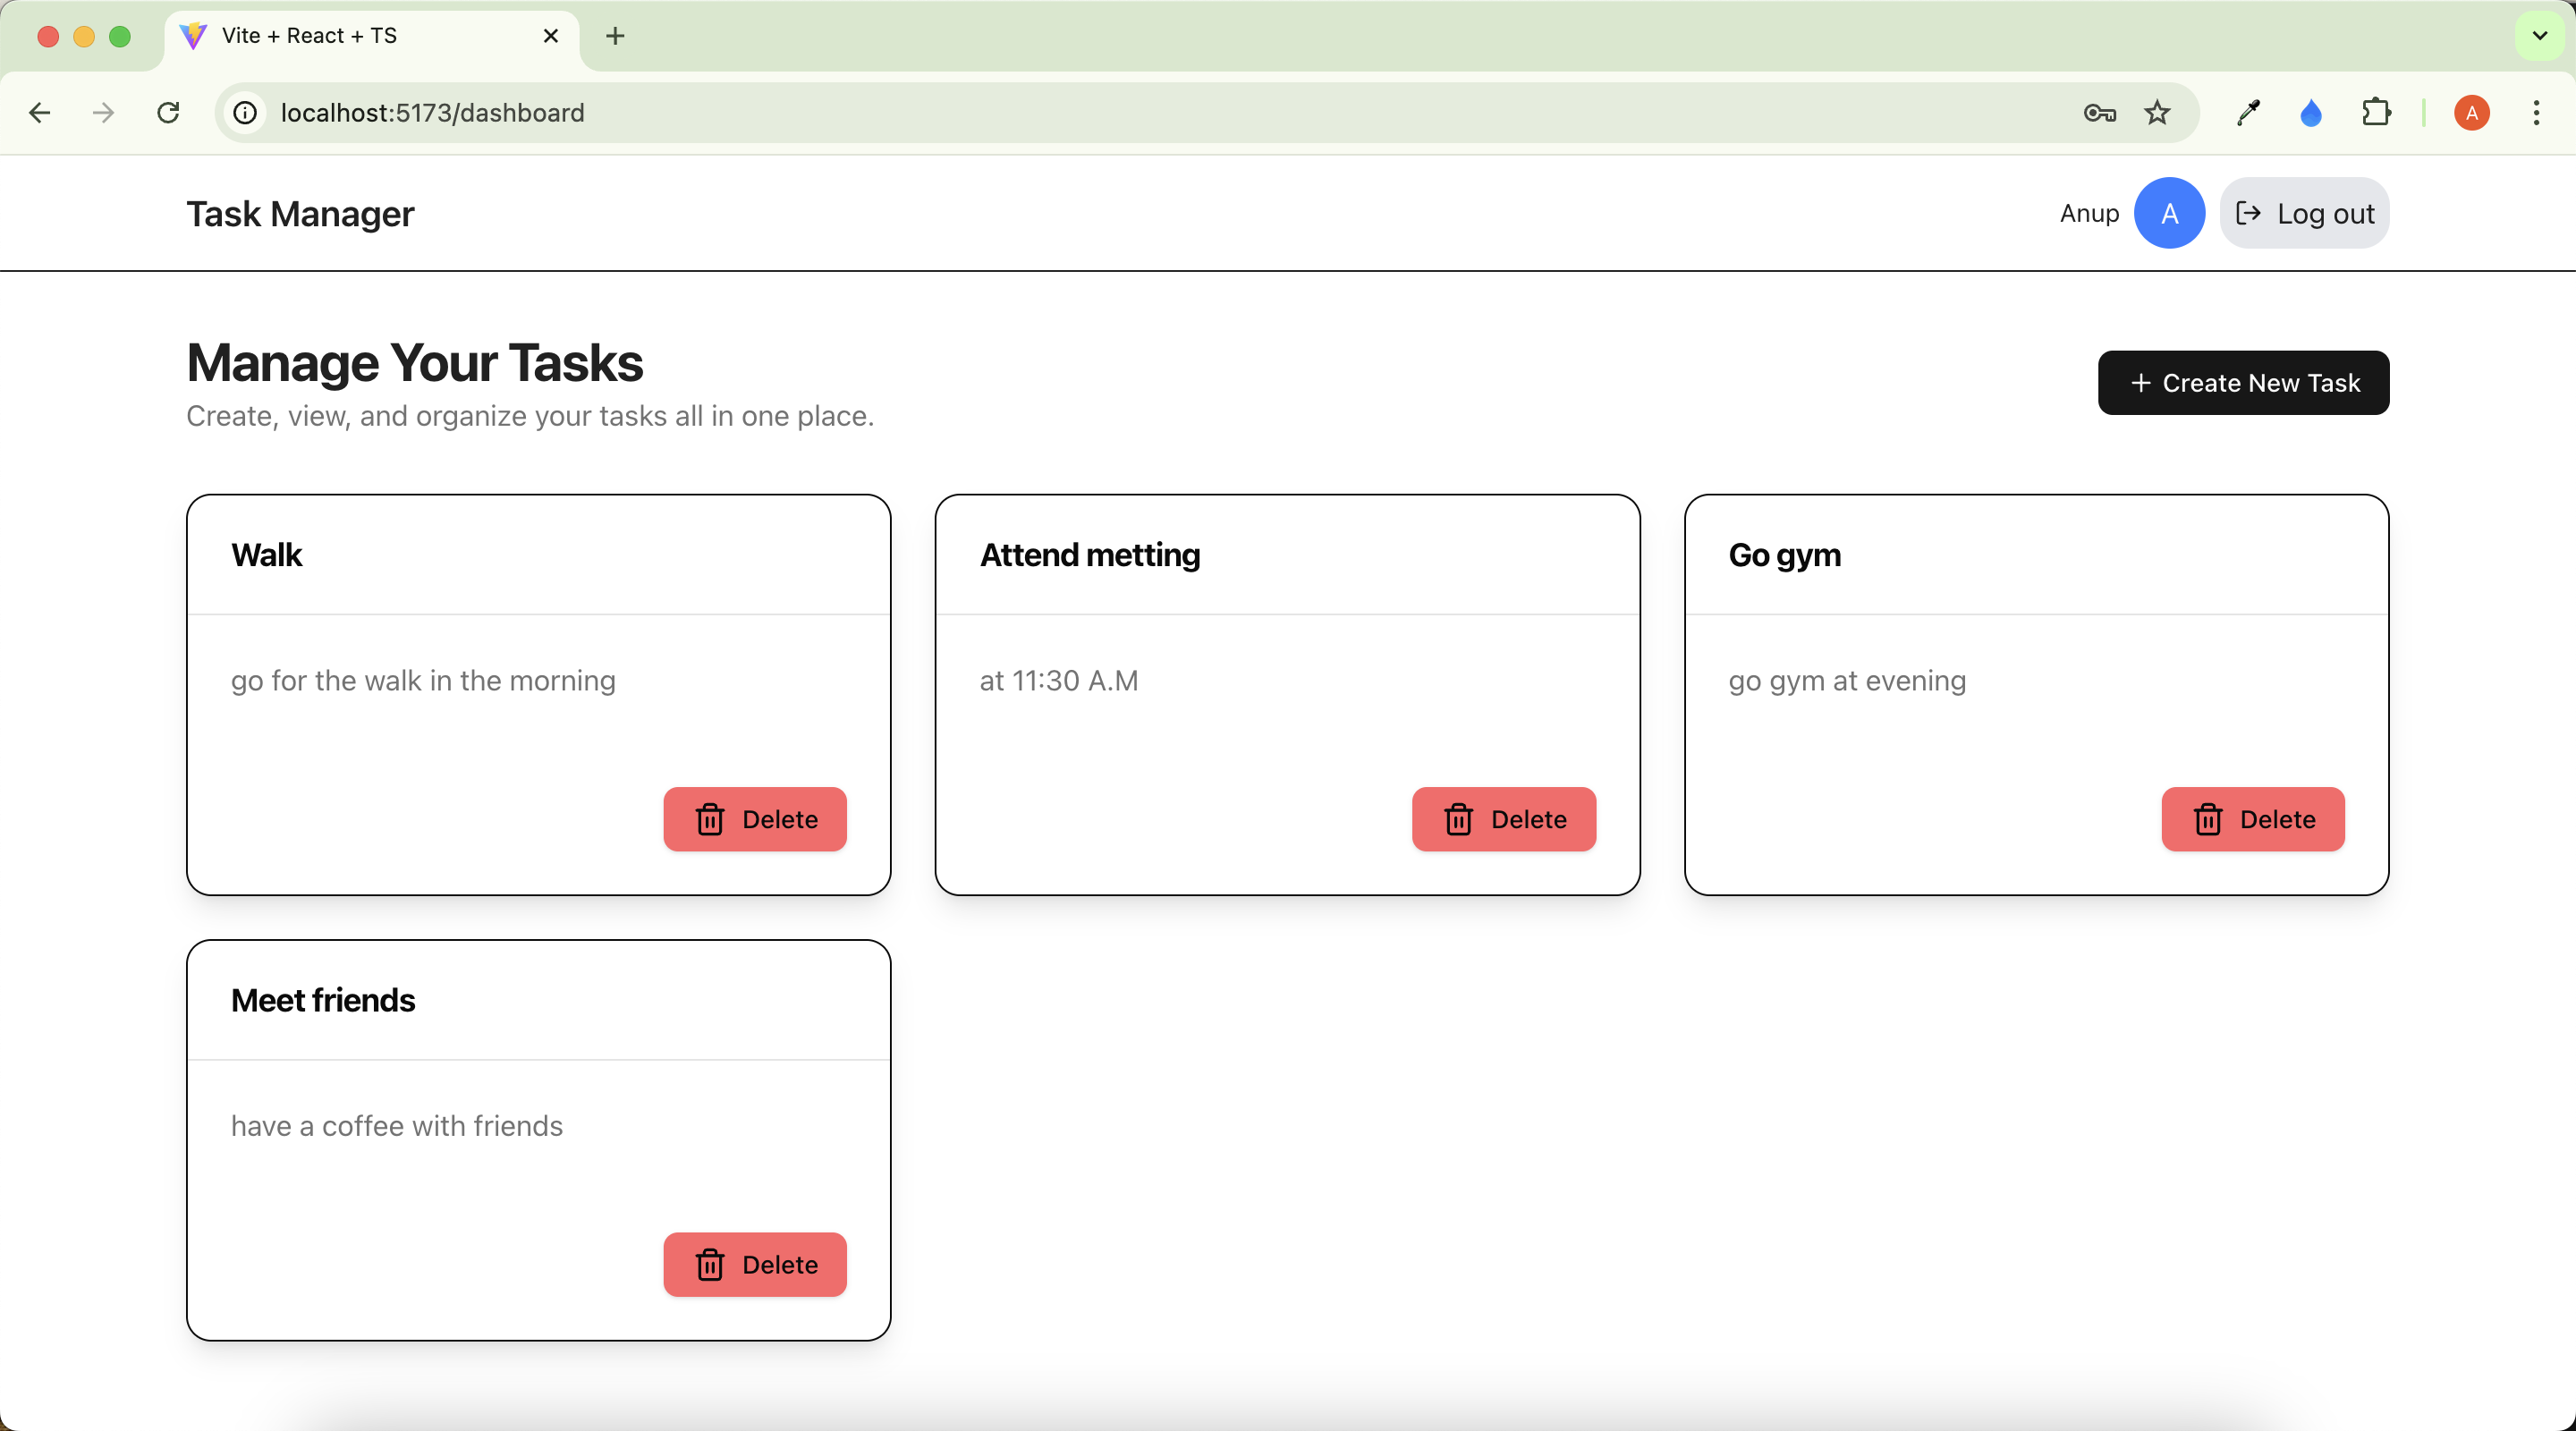 Vite + React + TS
localhost:5173/dashboard
A
Task Manager
Anup
A
Log out
Manage Your Tasks
Create, view, and organize your tasks all in one place.
+ Create New Task
Walk
go for the walk in the morning
Delete
Attend metting
at 11:30 A.M
Delete
Go gym
go gym at evening
Delete
Meet friends
have a coffee with friends
Delete